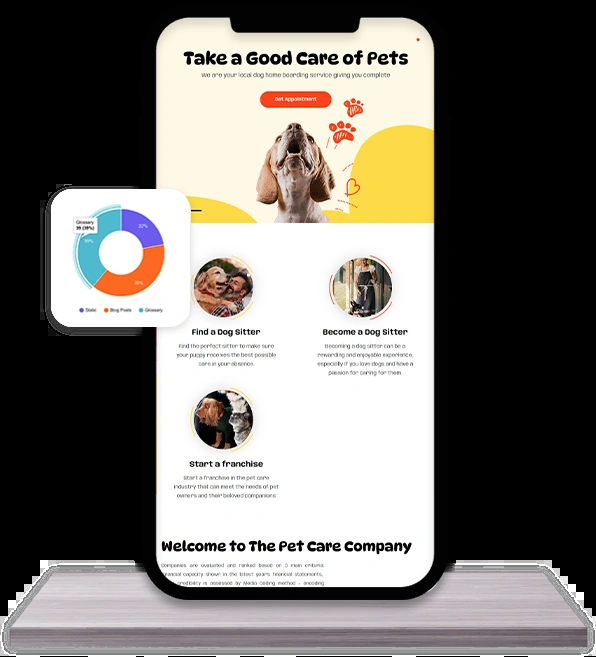 Take a Good Care of Pets
We are your local dog home boarding service giving you complete
Get Appointment
Glossary
39 (39%)
22%
39%
39%
Static
Blog Posts
Glossary
Find a Dog Sitter
Find the perfect sitter to make sure
your puppy receives the best possible
care in your absence.
Become a Dog Sitter
Becoming a dog sitter can be a
rewarding and enjoyable experience,
especially if you love dogs and have a
passion for caring for them.
Start a franchise
Start a franchise in the pet care
industry that can meet the needs of pet
owners and their beloved companions
Welcome to The Pet Care Company
Companies are evaluated and ranked based on 3 main criteria
financial capacity shown in the latest year's financial statements,
credibility is assessed by Media Coding method - encoding